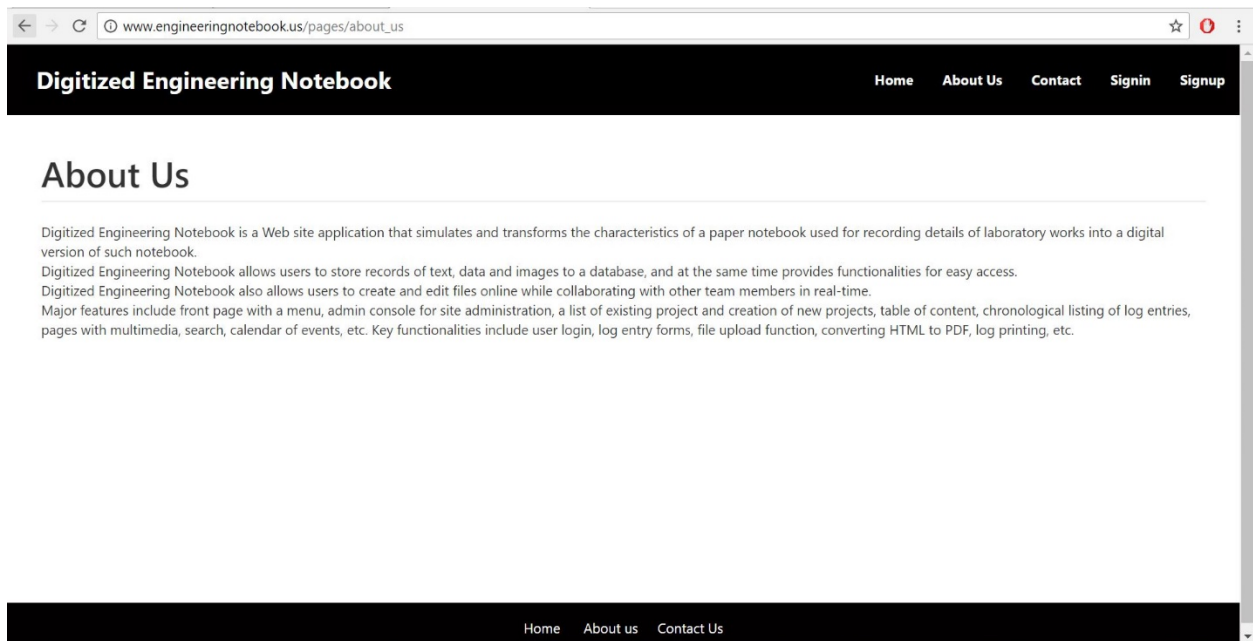 www.engineeringnotebook.us/pages/about_us
Digitized Engineering Notebook
Home About Us Contact Signin Signup
About Us
Digitized Engineering Notebook is a Web site application that simulates and transforms the characteristics of a paper notebook used for recording details of laboratory works into a digital
version of such notebook.
Digitized Engineering Notebook allows users to store records of text, data and images to a database, and at the same time provides functionalities for easy access.
Digitized Engineering Notebook also allows users to create and edit files online while collaborating with other team members in real-time.
Major features include front page with a menu, admin console for site administration, a list of existing project and creation of new projects, table of content, chronological listing of log entries,
pages with multimedia, search, calendar of events, etc. Key functionalities include user login, log entry forms, file upload function, converting HTML to PDF, log printing, etc.
Home About us Contact Us